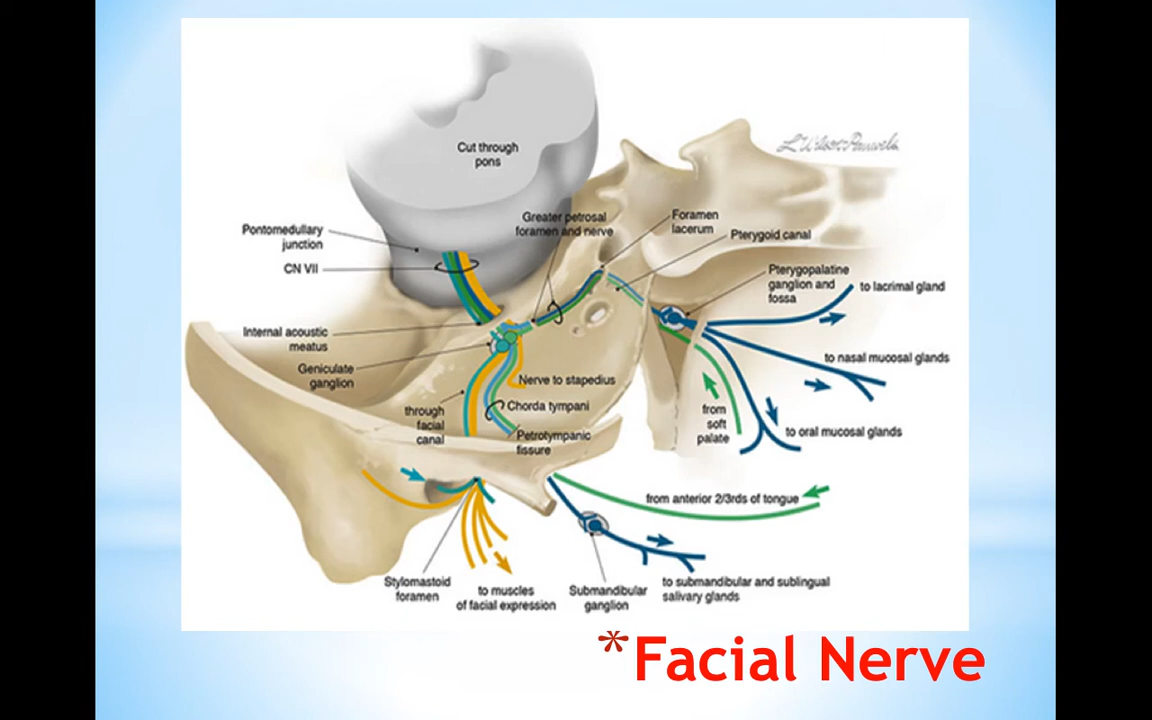 L. Wilson-Pauwels
Cut through
pons
Greater petrosal
foramen and nerve
Foramen
lacerum
Pterygoid canal
Pontomedullary
junction
CN VII
Pterygopalatine
ganglion and
fossa
to lacrimal gland
Internal acoustic
meatus
Geniculate
ganglion
to nasal mucosal glands
Nerve to stapedius
through
facial
canal
Chorda tympani
from
soft
palate
Petrotympanic
fissure
to oral mucosal glands
from anterior 2/3rds of tongue
Stylomastoid
foramen
to muscles
of facial expression
Submandibular
ganglion
to submandibular and sublingual
salivary glands
*Facial Nerve